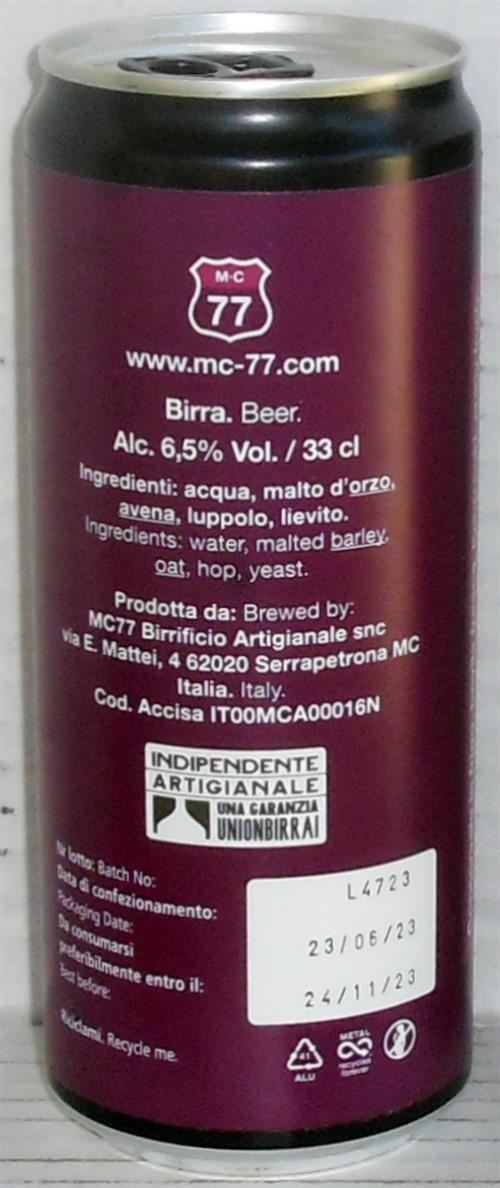 M·C
77
www.mc-77.com
Birra. Beer.
Alc. 6,5% Vol. / 33 cl
Ingredienti: acqua, malto d'orzo,
avena, luppolo, lievito.
Ingredients: water, malted barley,
oat, hop, yeast.
Prodotta da: Brewed by:
MC77 Birrificio Artigianale snc
via E. Mattei, 4 62020 Serrapetrona MC
Italia. Italy.
Cod. Accisa IT00MCA00016N
INDIPENDENTE
ARTIGIANALE
UNA GARANZIA
UNIONBIRRAI
Nr lotto: Batch No:
Data di confezionamento:
Packaging Date:
Da consumarsi
preferibilmente entro il:
Best before:
L4723
23/06/23
24/11/23
Riciclami. Recycle me.
41
ALU
METAL
recycles
forever